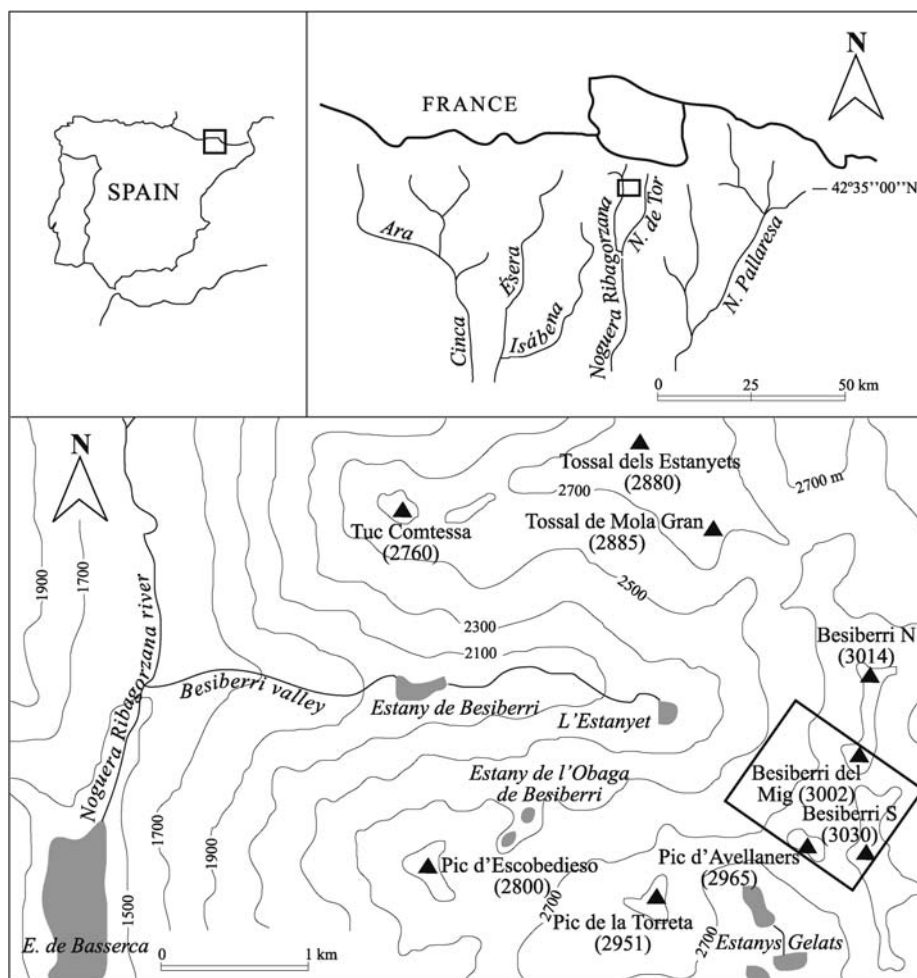 SPAIN
N
FRANCE
42º35''00''N
Ara
Cinca
Ésera
Isábena
Noguera Ribagorzana
N. de Tor
N. Pallaresa
0 25 50 km
N
1900
1700
Noguera Ribagorzana river
Besiberri valley
Tuc Comtessa
(2760)
Tossal dels Estanyets
(2880)
2700
2700 m
Tossal de Mola Gran
(2885)
2500
2300
2100
Estany de Besiberri
L'Estanyet
Besiberri N
(3014)
Besiberri del
Mig (3002)
Besiberri S
(3030)
Estany de l'Obaga
de Besiberri
1700
1900
1500
Pic d'Escobedieso
(2800)
Pic d'Avellaners
(2965)
2700
Pic de la Torreta
(2951)
2700
Estanys Gelats
E. de Basserca
0 1 km